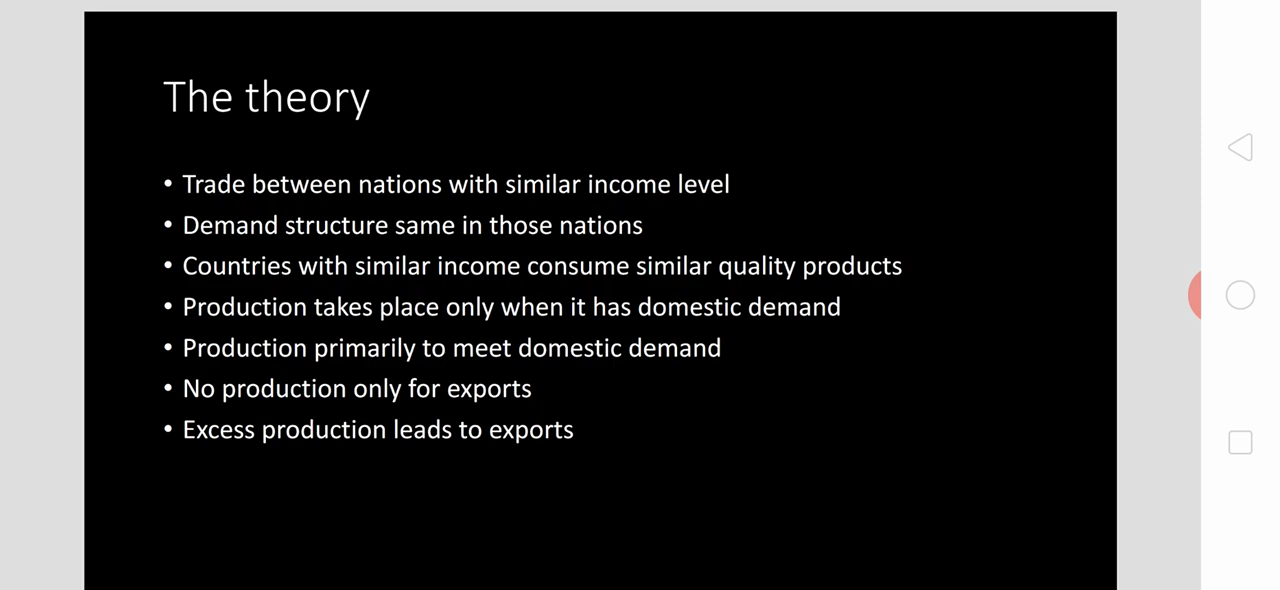 The theory
• Trade between nations with similar income level
• Demand structure same in those nations
• Countries with similar income consume similar quality products
• Production takes place only when it has domestic demand
• Production primarily to meet domestic demand
• No production only for exports
• Excess production leads to exports